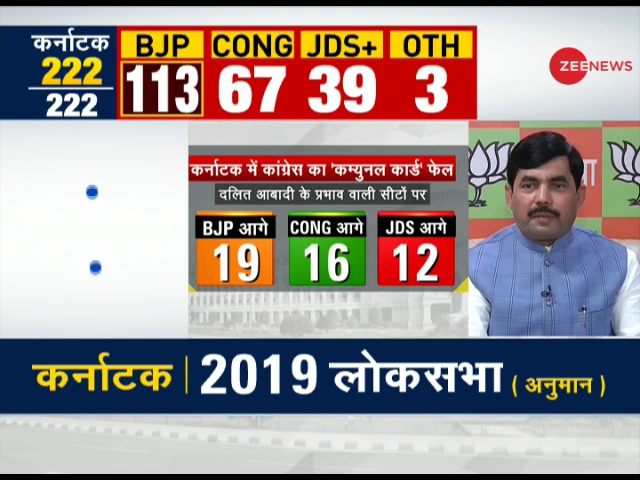 कर्नाटक
222
222
BJP
113
CONG
67
JDS+
39
OTH
3
ZEENEWS
कर्नाटक में कांग्रेस का 'कम्युनल कार्ड' फेल
दलित आबादी के प्रभाव वाली सीटों पर
BJP आगे
19
CONG आगे
16
JDS आगे
12
कर्नाटक 2019 लोकसभा ( अनुमान )